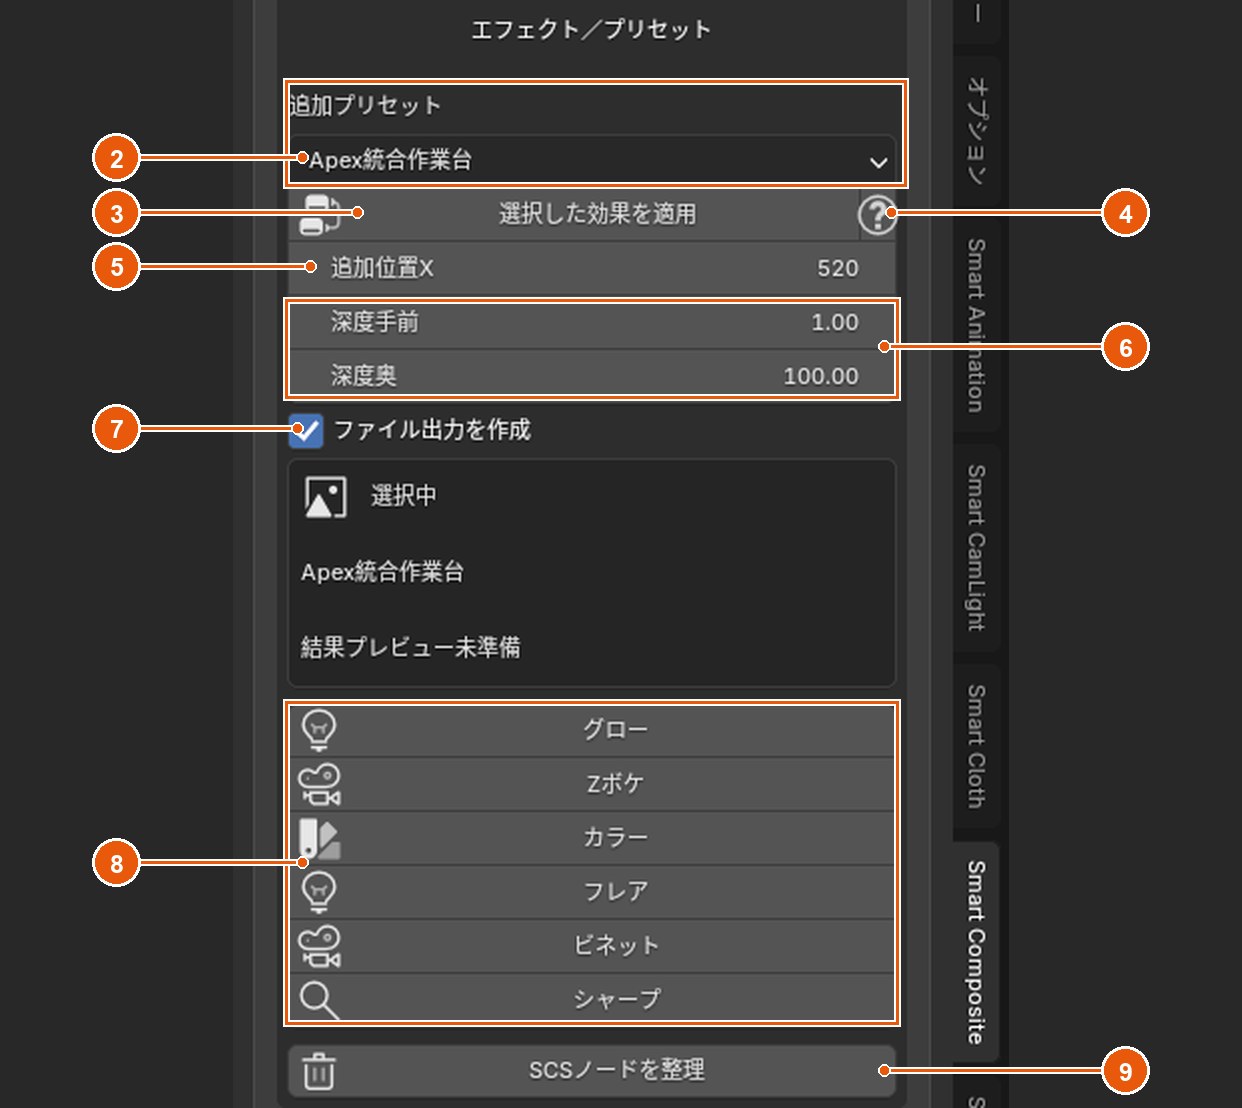 エフェクト／プリセット
追加プリセット
2
Apex統合作業台
3
選択した効果を適用
4
5
追加位置X
520
深度手前
1.00
6
深度奥
100.00
7
ファイル出力を作成
選択中
Apex統合作業台
結果プレビュー未準備
グロー
Zボケ
カラー
8
フレア
ビネット
シャープ
SCSノードを整理
9
オプション
Smart Animation
Smart CamLight
Smart Cloth
Smart Composite